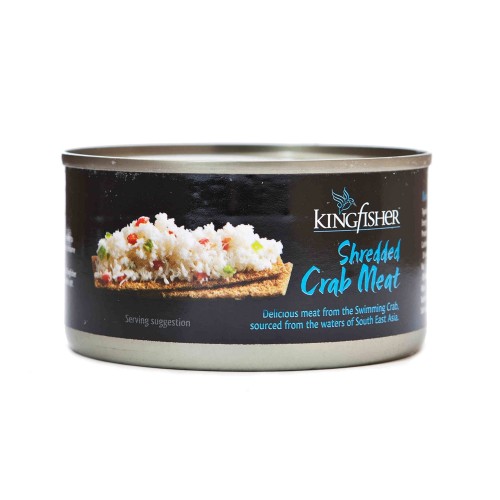 KINGfISHER™
Shredded
Crab Meat
Delicious meat from the Swimming Crab,
sourced from the waters of South East Asia.
Serving suggestion